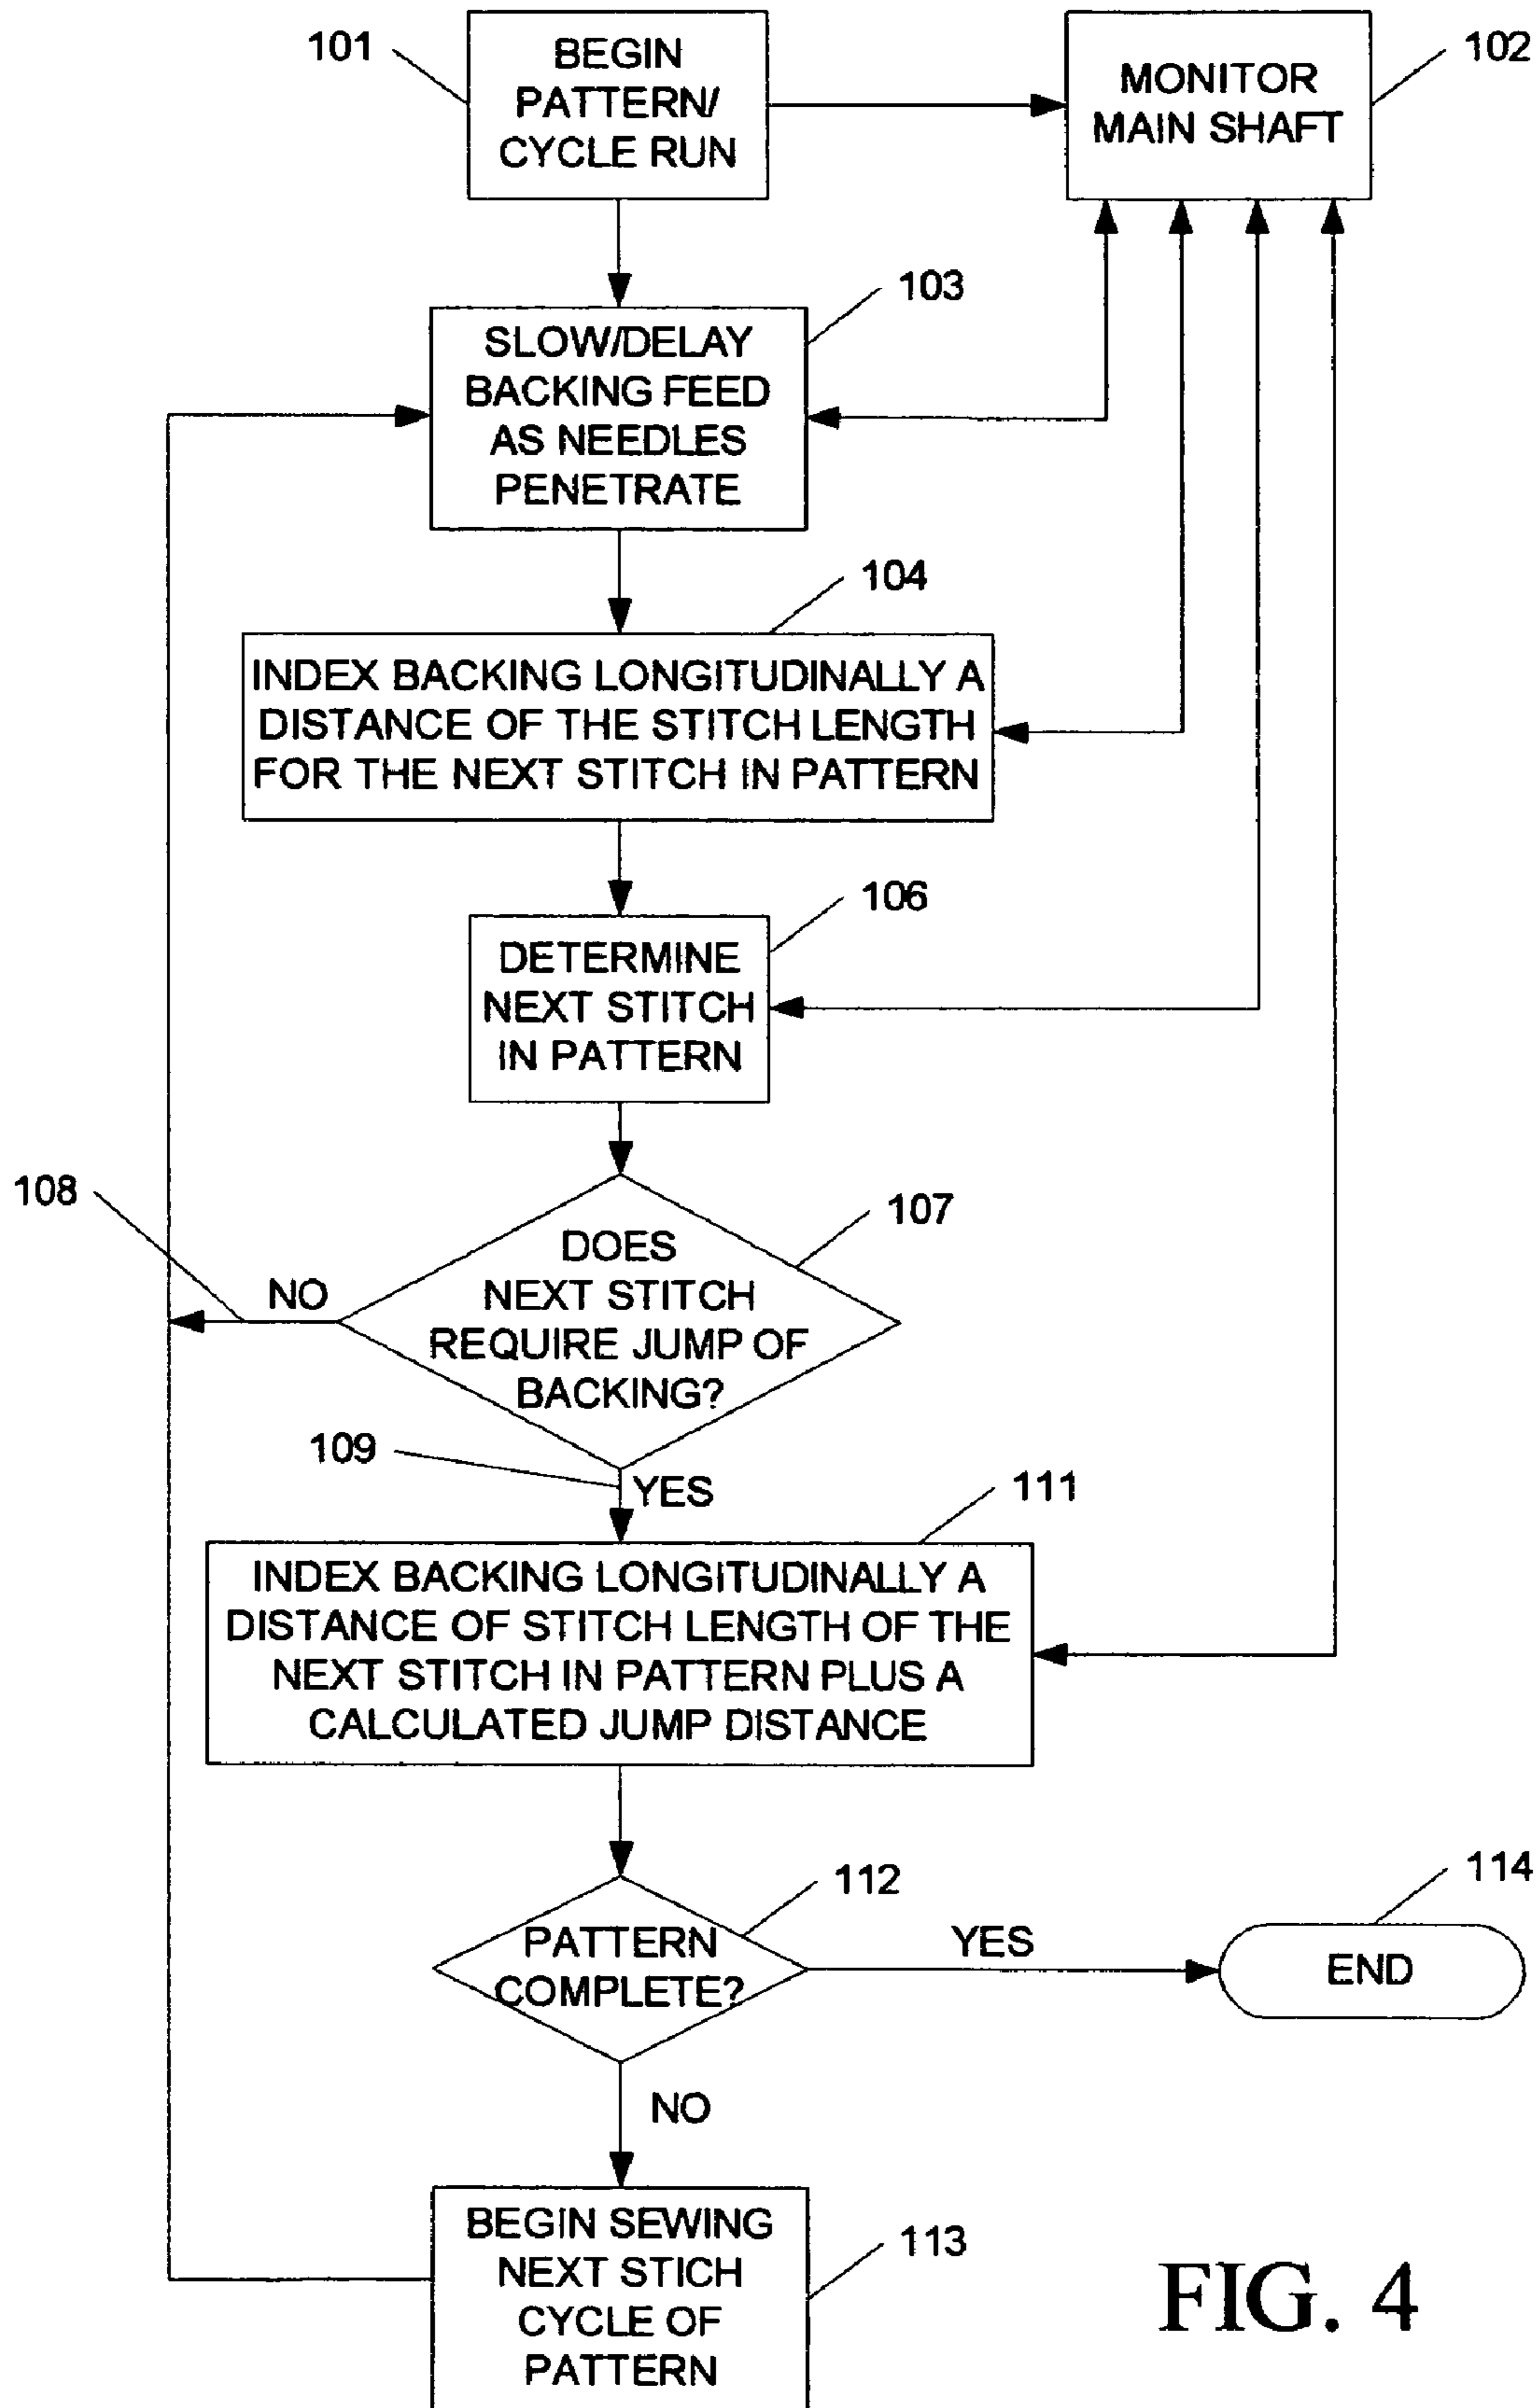 101
BEGIN
PATTERN/
CYCLE RUN
102
MONITOR
MAIN SHAFT
103
SLOW/DELAY
BACKING FEED
AS NEEDLES
PENETRATE
104
INDEX BACKING LONGITUDINALLY A
DISTANCE OF THE STITCH LENGTH
FOR THE NEXT STITCH IN PATTERN
106
DETERMINE
NEXT STITCH
IN PATTERN
108
107
DOES
NEXT STITCH
REQUIRE JUMP OF
BACKING?
NO
109
YES
111
INDEX BACKING LONGITUDINALLY A
DISTANCE OF STITCH LENGTH OF THE
NEXT STITCH IN PATTERN PLUS A
CALCULATED JUMP DISTANCE
112
PATTERN
COMPLETE?
YES
114
END
NO
113
BEGIN SEWING
NEXT STICH
CYCLE OF
PATTERN
FIG. 4